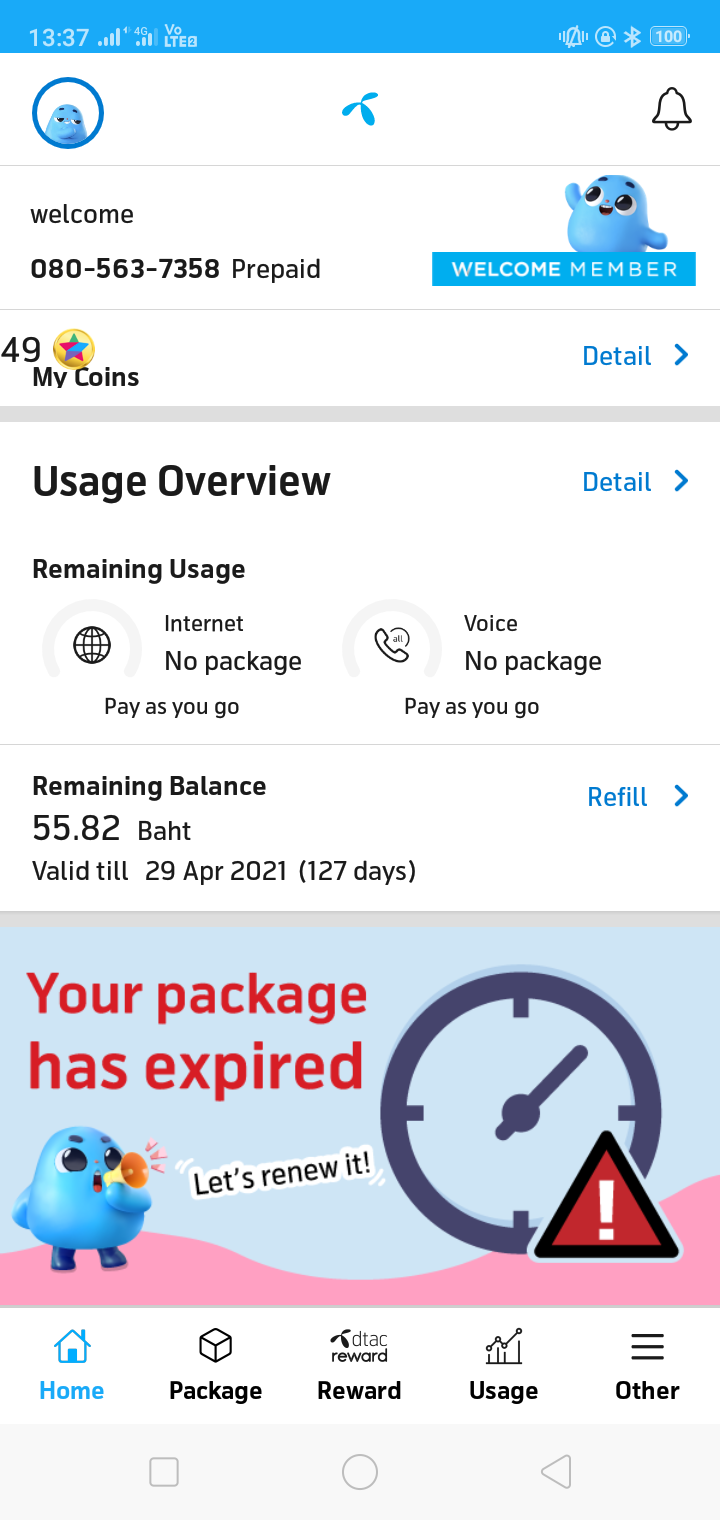 13:37 4G Vo LTE2 100
welcome
080-563-7358 Prepaid
WELCOME MEMBER
49
My Coins
Detail
Usage Overview
Detail
Remaining Usage
Internet
No package
Pay as you go
all
Voice
No package
Pay as you go
Remaining Balance
Refill
55.82 Baht
Valid till 29 Apr 2021 (127 days)
Your package
has expired
Let's renew it!
!
dtac
reward
Home Package Reward Usage Other